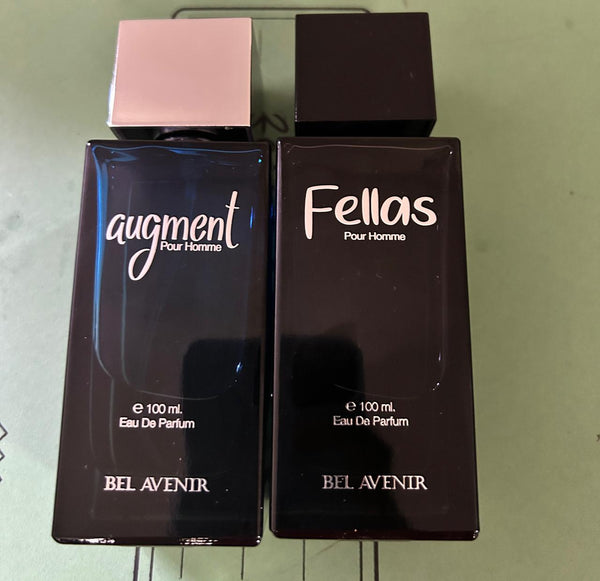 augment
Pour Homme
℮ 100 ml.
Eau De Parfum
BEL AVENIR
Fellas
Pour Homme
℮ 100 ml.
Eau De Parfum
BEL AVENIR